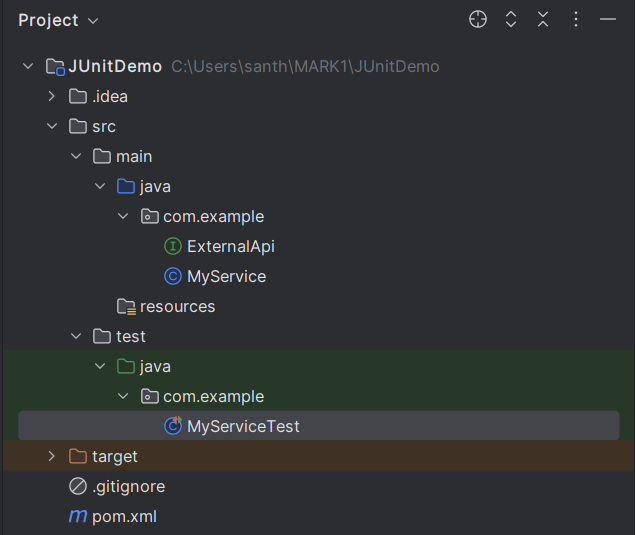 Project
JUnitDemo C:\Users\santh\MARK1\JUnitDemo
.idea
src
main
java
com.example
I ExternalApi
C MyService
resources
test
java
com.example
C MyServiceTest
target
.gitignore
m pom.xml